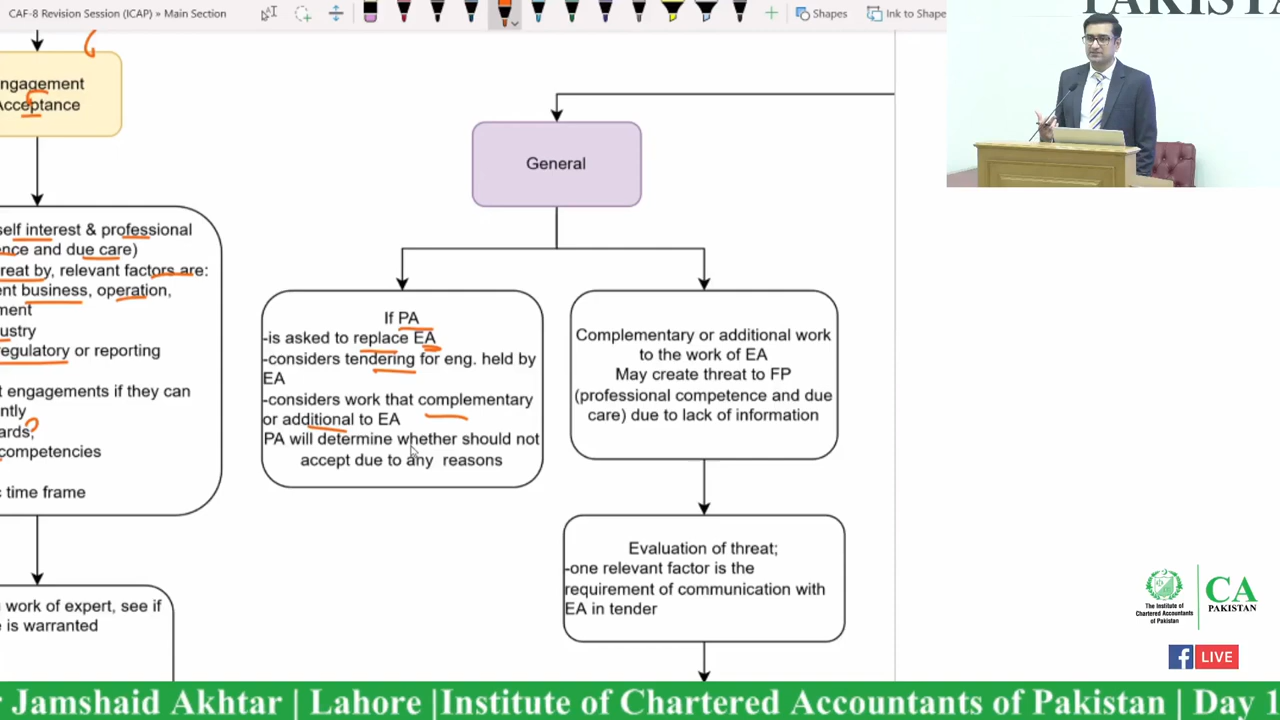 CAF-8 Revision Session (ICAP) » Main Section
Shapes
Ink to Shape
PAKISTAN
ngagement
Acceptance
General
self interest & professional
ence and due care)
reat by, relevant factors are:
ent business, operation,
ment
ustry
regulatory or reporting
t engagements if they can
ently
ards;
competencies
time frame
If PA
-is asked to replace EA
-considers tendering for eng. held by
EA
-considers work that complementary
or additional to EA
PA will determine whether should not
accept due to any reasons
Complementary or additional work
to the work of EA
May create threat to FP
(professional competence and due
care) due to lack of information
Evaluation of threat;
-one relevant factor is the
requirement of communication with
EA in tender
work of expert, see if
e is warranted
The Institute of
Chartered Accountants
of Pakistan
CA
PAKISTAN
f LIVE
r Jamshaid Akhtar | Lahore |Institute of Chartered Accountants of Pakistan | Day 1